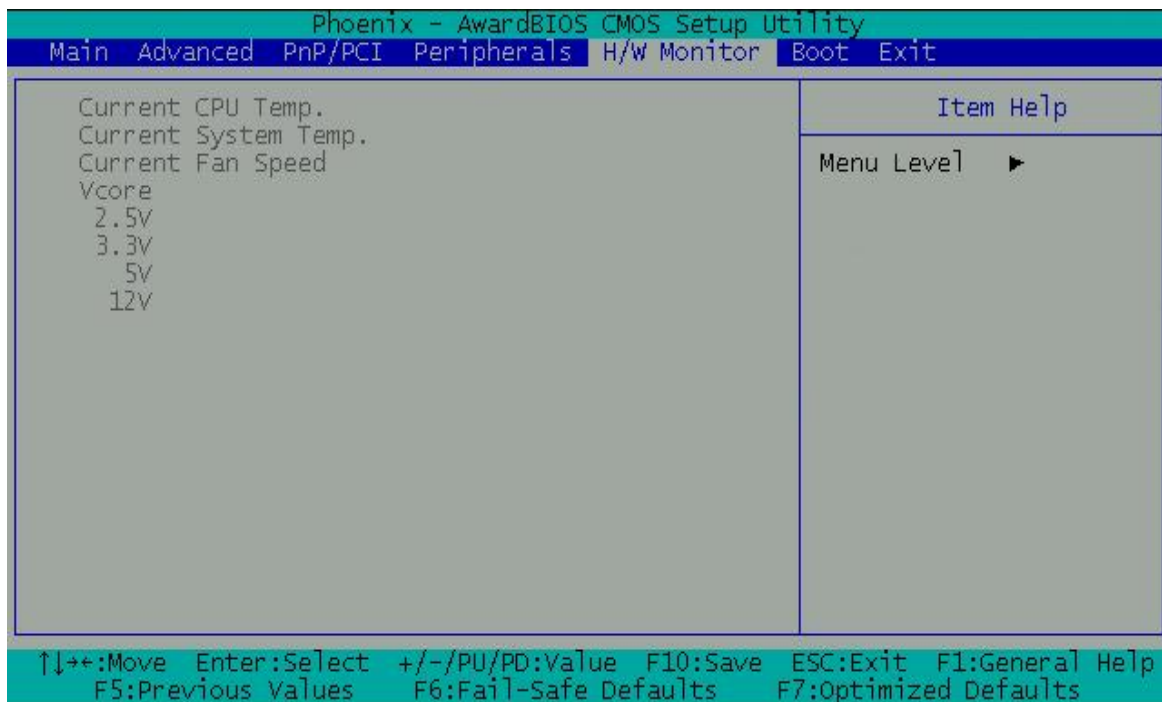 Phoenix - AwardBIOS CMOS Setup Utility
Main Advanced PnP/PCI Peripherals H/W Monitor Boot Exit
Current CPU Temp.
Current System Temp.
Current Fan Speed
Vcore
2.5V
3.3V
5V
12V
Item Help
Menu Level ►
↑↓→←:Move Enter:Select +/-/PU/PD:Value F10:Save ESC:Exit F1:General Help
F5:Previous Values F6:Fail-Safe Defaults F7:Optimized Defaults